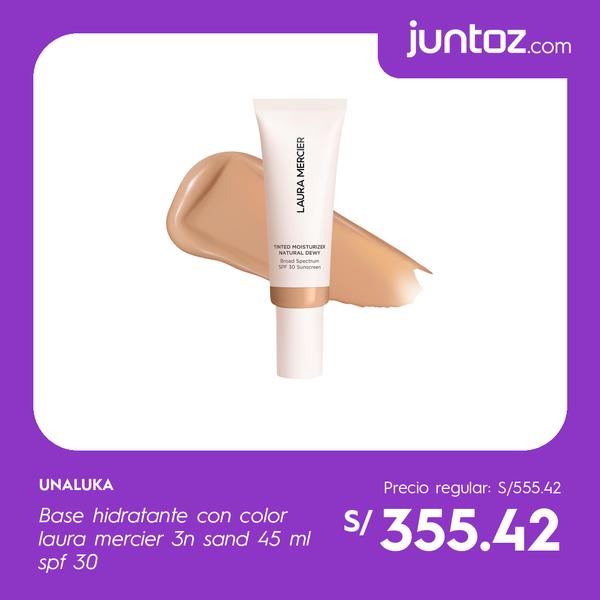 juntoz.com
LAURA MERCIER
TINTED MOISTURIZER
NATURAL DEWY
Broad Spectrum
SPF 30 Sunscreen
UNALUKA
Base hidratante con color
laura mercier 3n sand 45 ml
spf 30
Precio regular: S/555.42
S/ 355.42